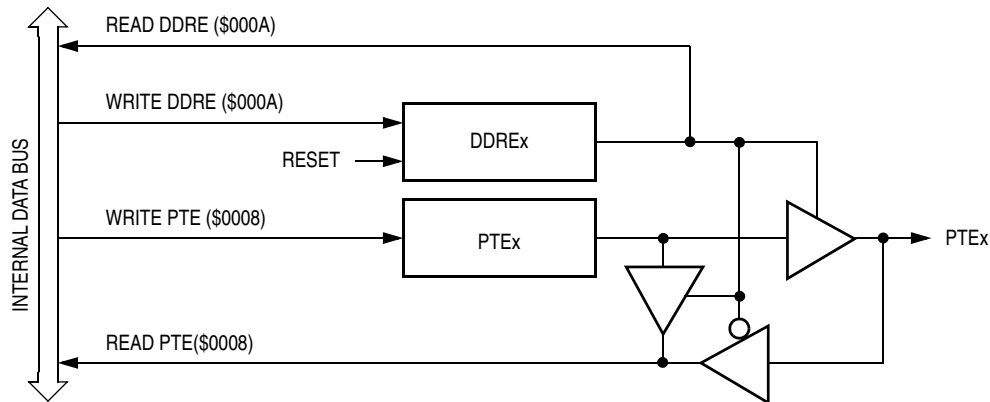 READ DDRE ($000A)
WRITE DDRE ($000A)
DDREx
RESET
WRITE PTE ($0008)
PTEx
PTEx
READ PTE($0008)
INTERNAL DATA BUS